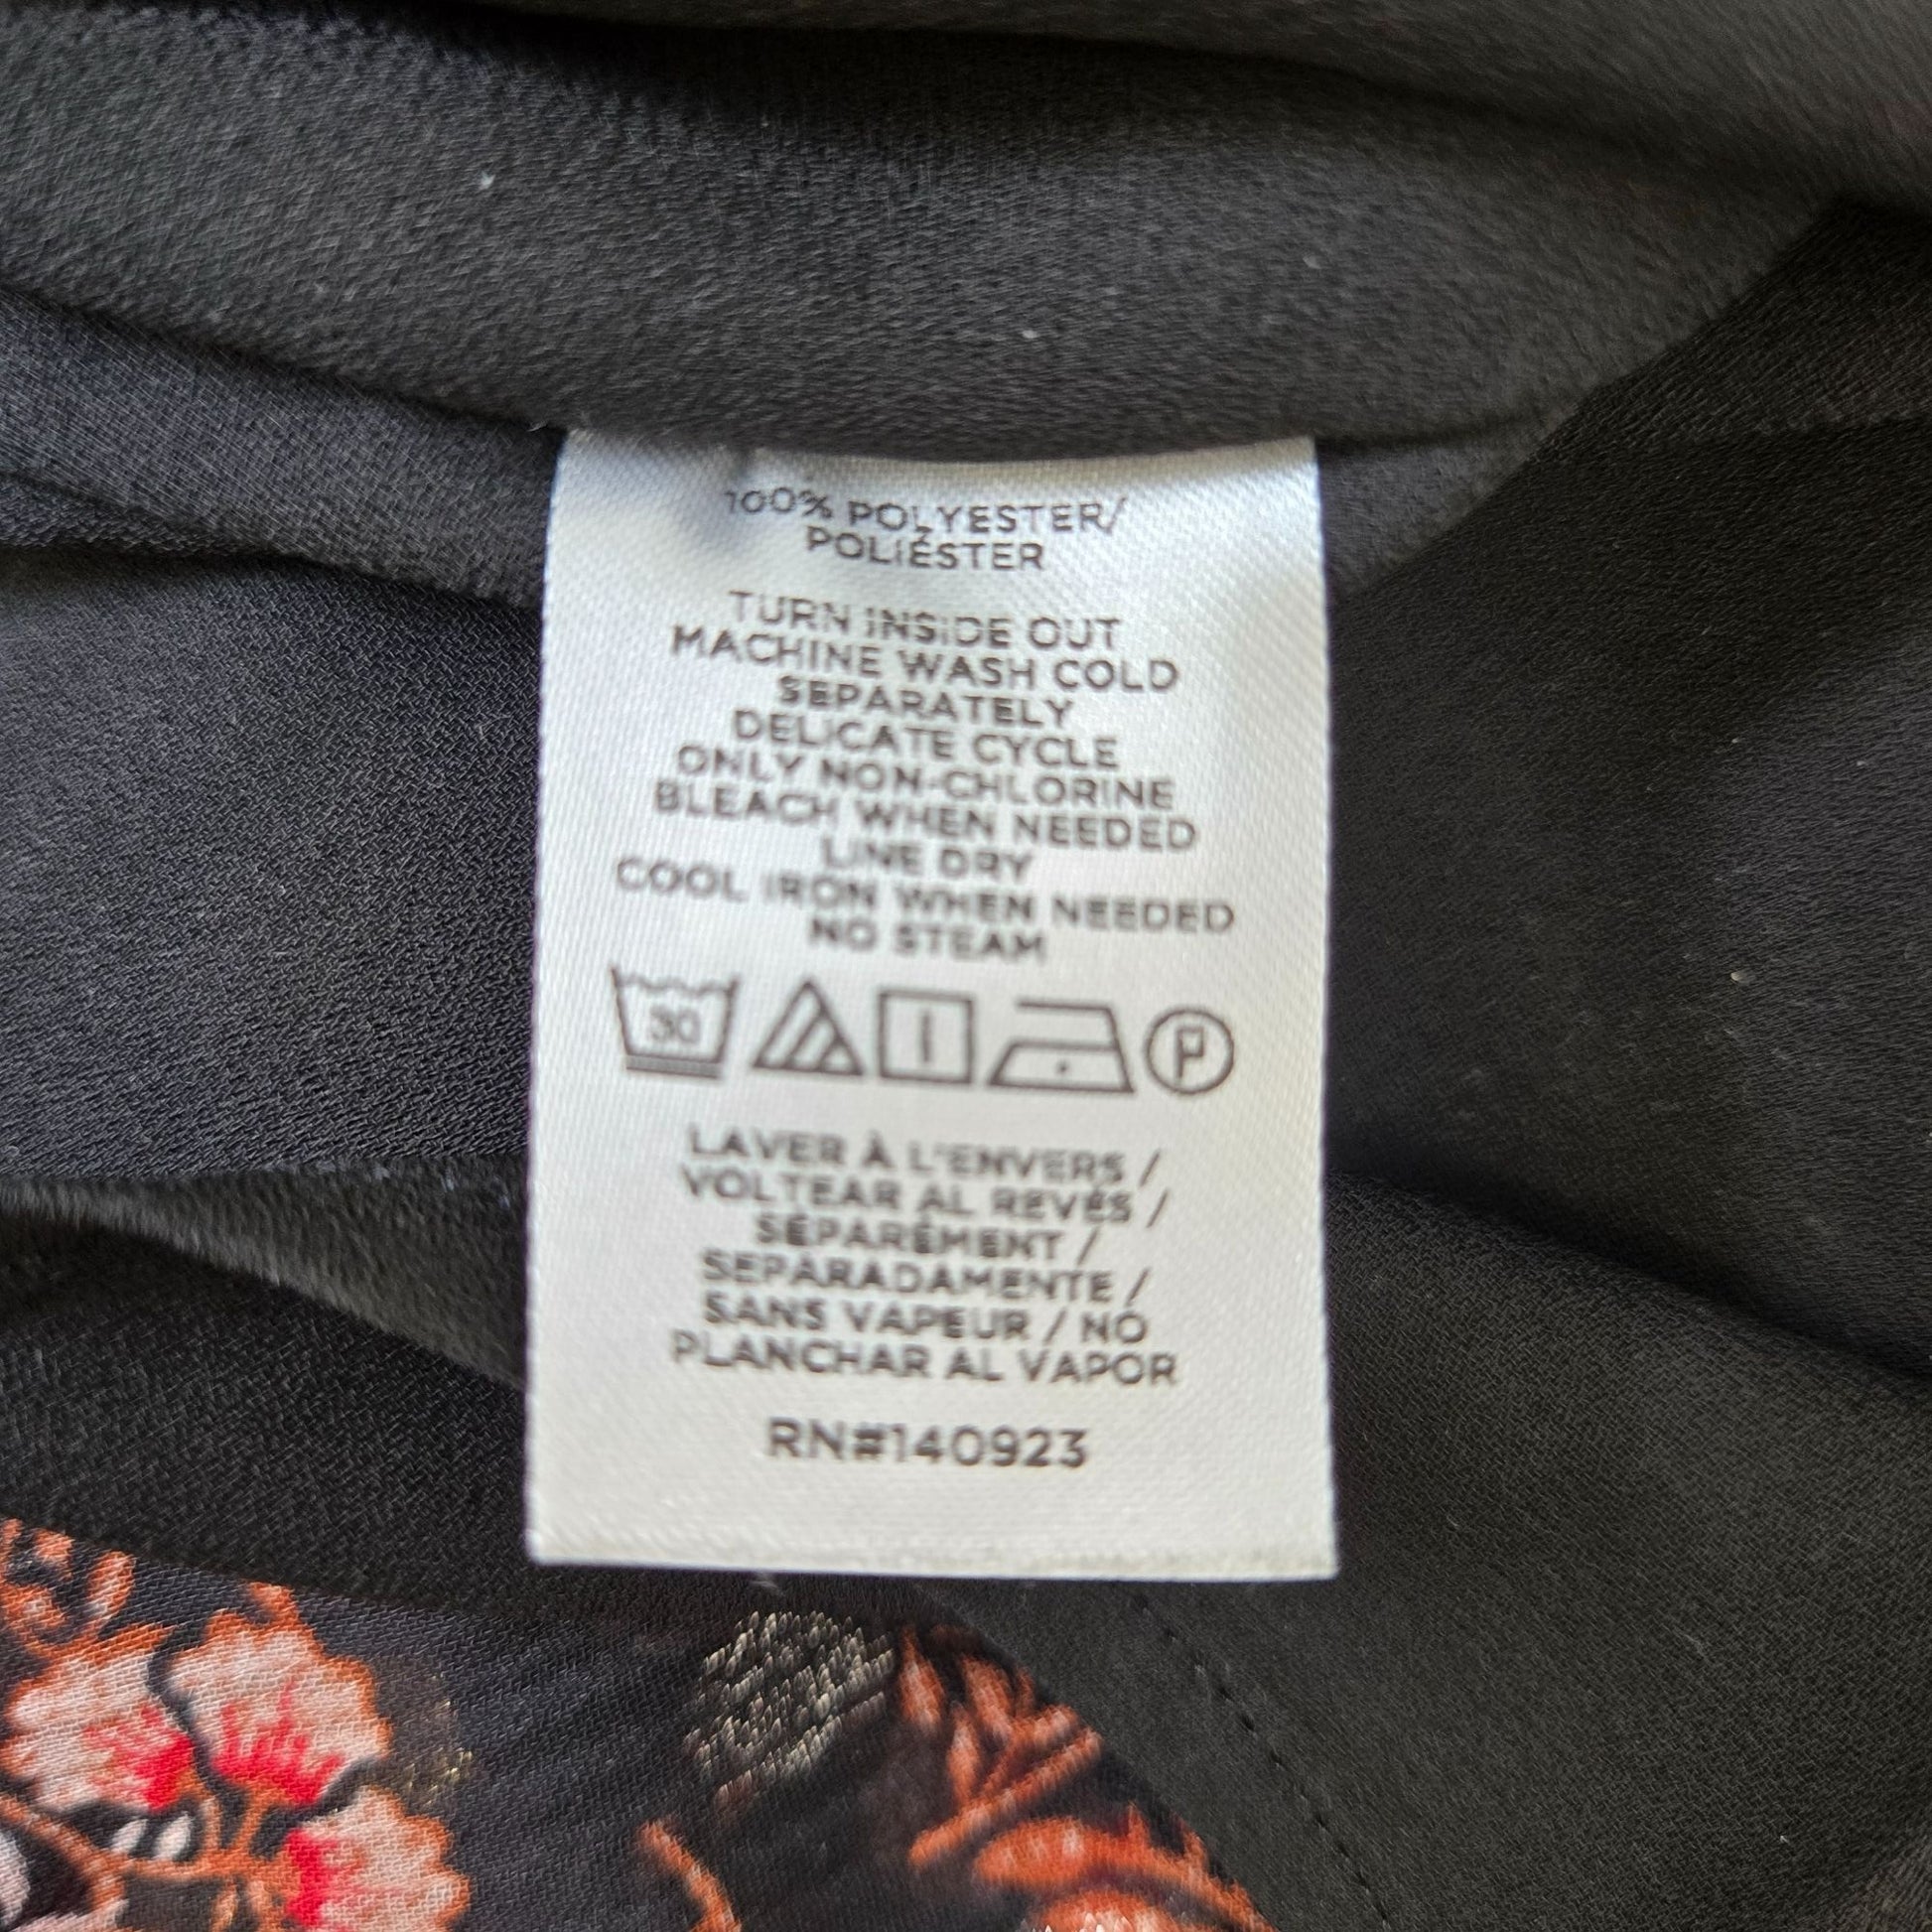 100% POLYESTER/
POLIÉSTER
TURN INSIDE OUT
MACHINE WASH COLD
SEPARATELY
DELICATE CYCLE
ONLY NON-CHLORINE
BLEACH WHEN NEEDED
LINE DRY
COOL IRON WHEN NEEDED
NO STEAM
30 P
LAVER À L'ENVERS /
VOLTEAR AL REVÉS /
SÉPARÉMENT /
SEPARADAMENTE /
SANS VAPEUR / NO
PLANCHAR AL VAPOR
RN#140923